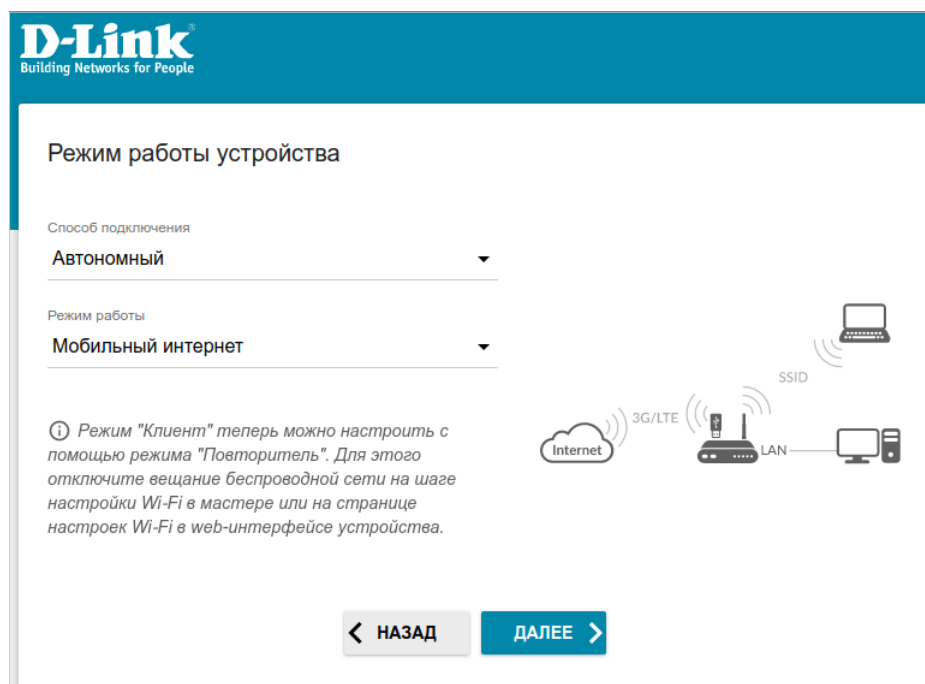 D-Link®
Building Networks for People
Режим работы устройства
Способ подключения
Автономный
Режим работы
Мобильный интернет
Режим "Клиент" теперь можно настроить с
помощью режима "Повторитель". Для этого
отключите вещание беспроводной сети на шаге
настройки Wi-Fi в мастере или на странице
настроек Wi-Fi в web-интерфейсе устройства.
Internet
3G/LTE
SSID
LAN
НАЗАД
ДАЛЕЕ